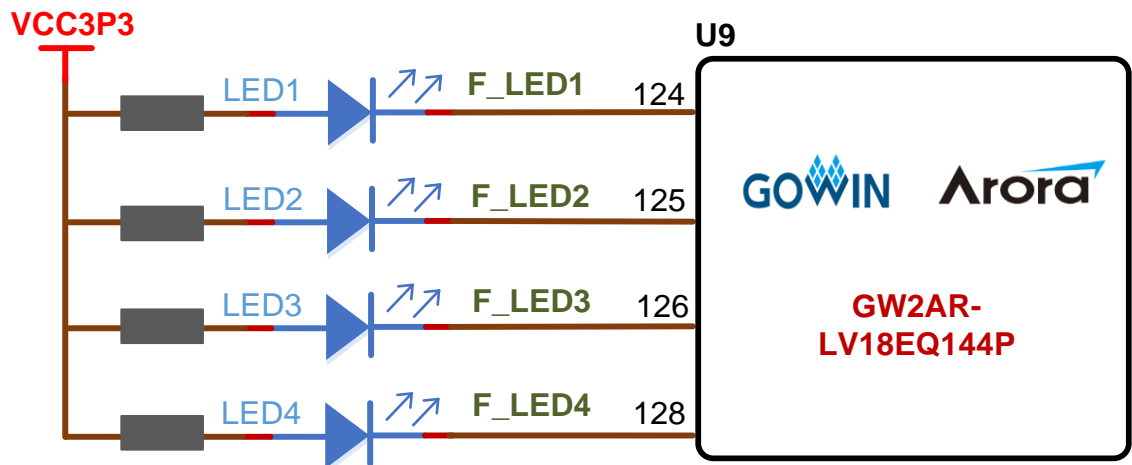 VCC3P3
U9
LED1
F_LED1
124
LED2
F_LED2
125
GOWIN
Arora
LED3
F_LED3
126
GW2AR-
LV18EQ144P
LED4
F_LED4
128